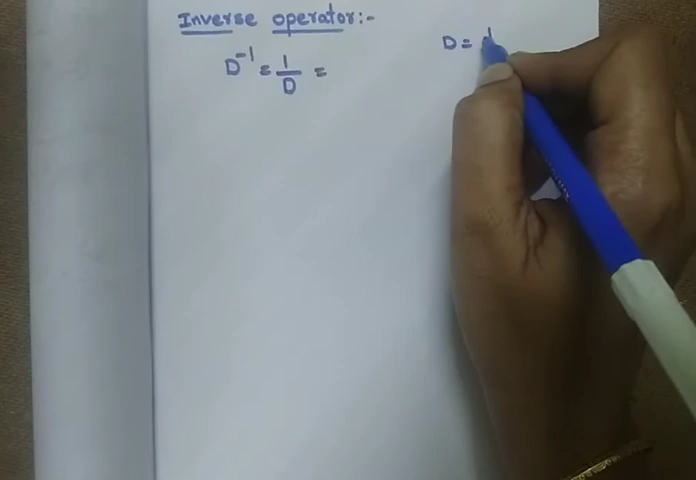 Inverse operator:-
D⁻¹ = 1/D =
D =